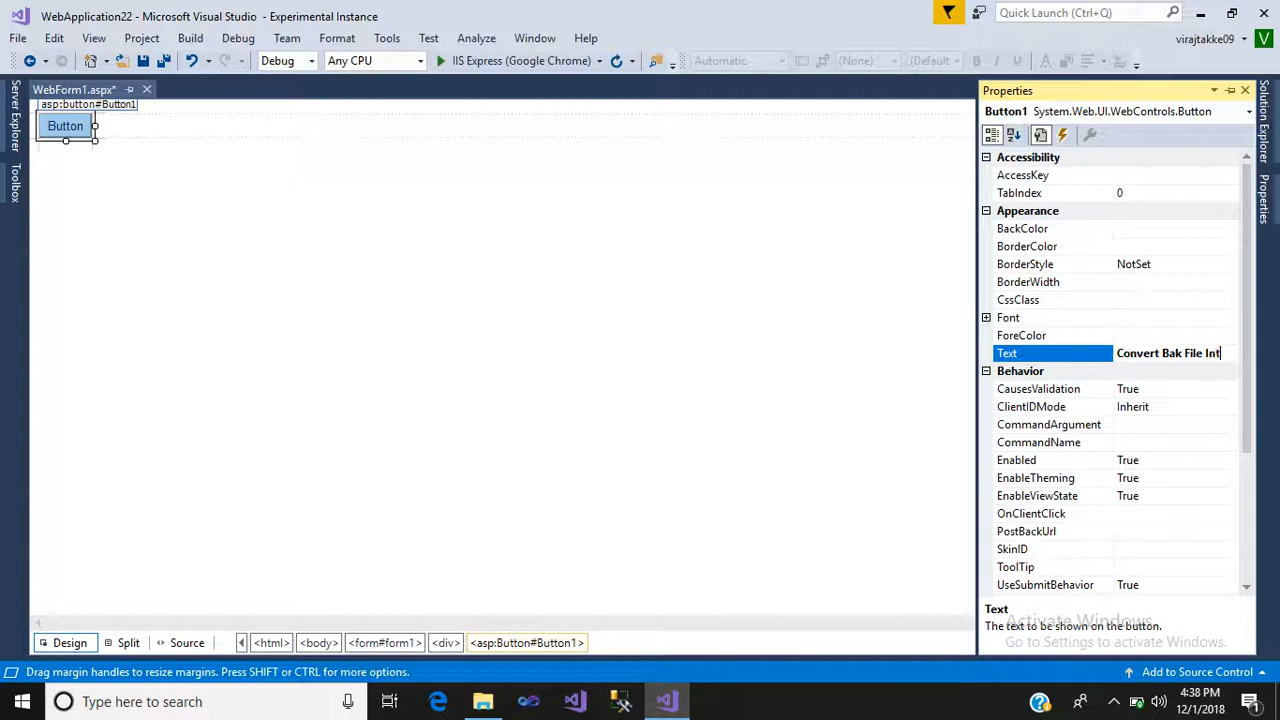 WebApplication22 - Microsoft Visual Studio - Experimental Instance
Quick Launch (Ctrl+Q)
File Edit View Project Build Debug Team Format Tools Test Analyze Window Help
virajtakke09 V
Debug Any CPU IIS Express (Google Chrome) Automatic (None) (Default B I U A
WebForm1.aspx*
Properties
asp:button#Button1
Button1 System.Web.UI.WebControls.Button
Button
Server Explorer
Toolbox
Solution Explorer
Properties
Accessibility
AccessKey
TabIndex 0
Appearance
BackColor
BorderColor
BorderStyle NotSet
BorderWidth
CssClass
Font
ForeColor
Text Convert Bak File Int
Behavior
CausesValidation True
ClientIDMode Inherit
CommandArgument
CommandName
Enabled True
EnableTheming True
EnableViewState True
OnClientClick
PostBackUrl
SkinID
ToolTip
UseSubmitBehavior True
Text
The text to be shown on the button.
Activate Windows
Go to Settings to activate Windows.
Design Split Source <html> <body> <form#form1> <div> <asp:Button#Button1>
Drag margin handles to resize margins. Press SHIFT or CTRL for more options.
Add to Source Control
Type here to search
4:38 PM
12/1/2018
1